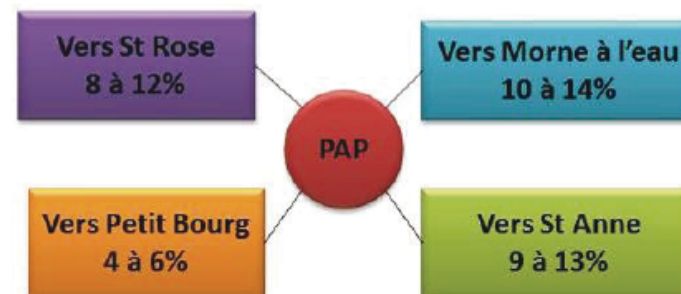 Vers St Rose
8 à 12%
Vers Morne à l'eau
10 à 14%
PAP
Vers Petit Bourg
4 à 6%
Vers St Anne
9 à 13%